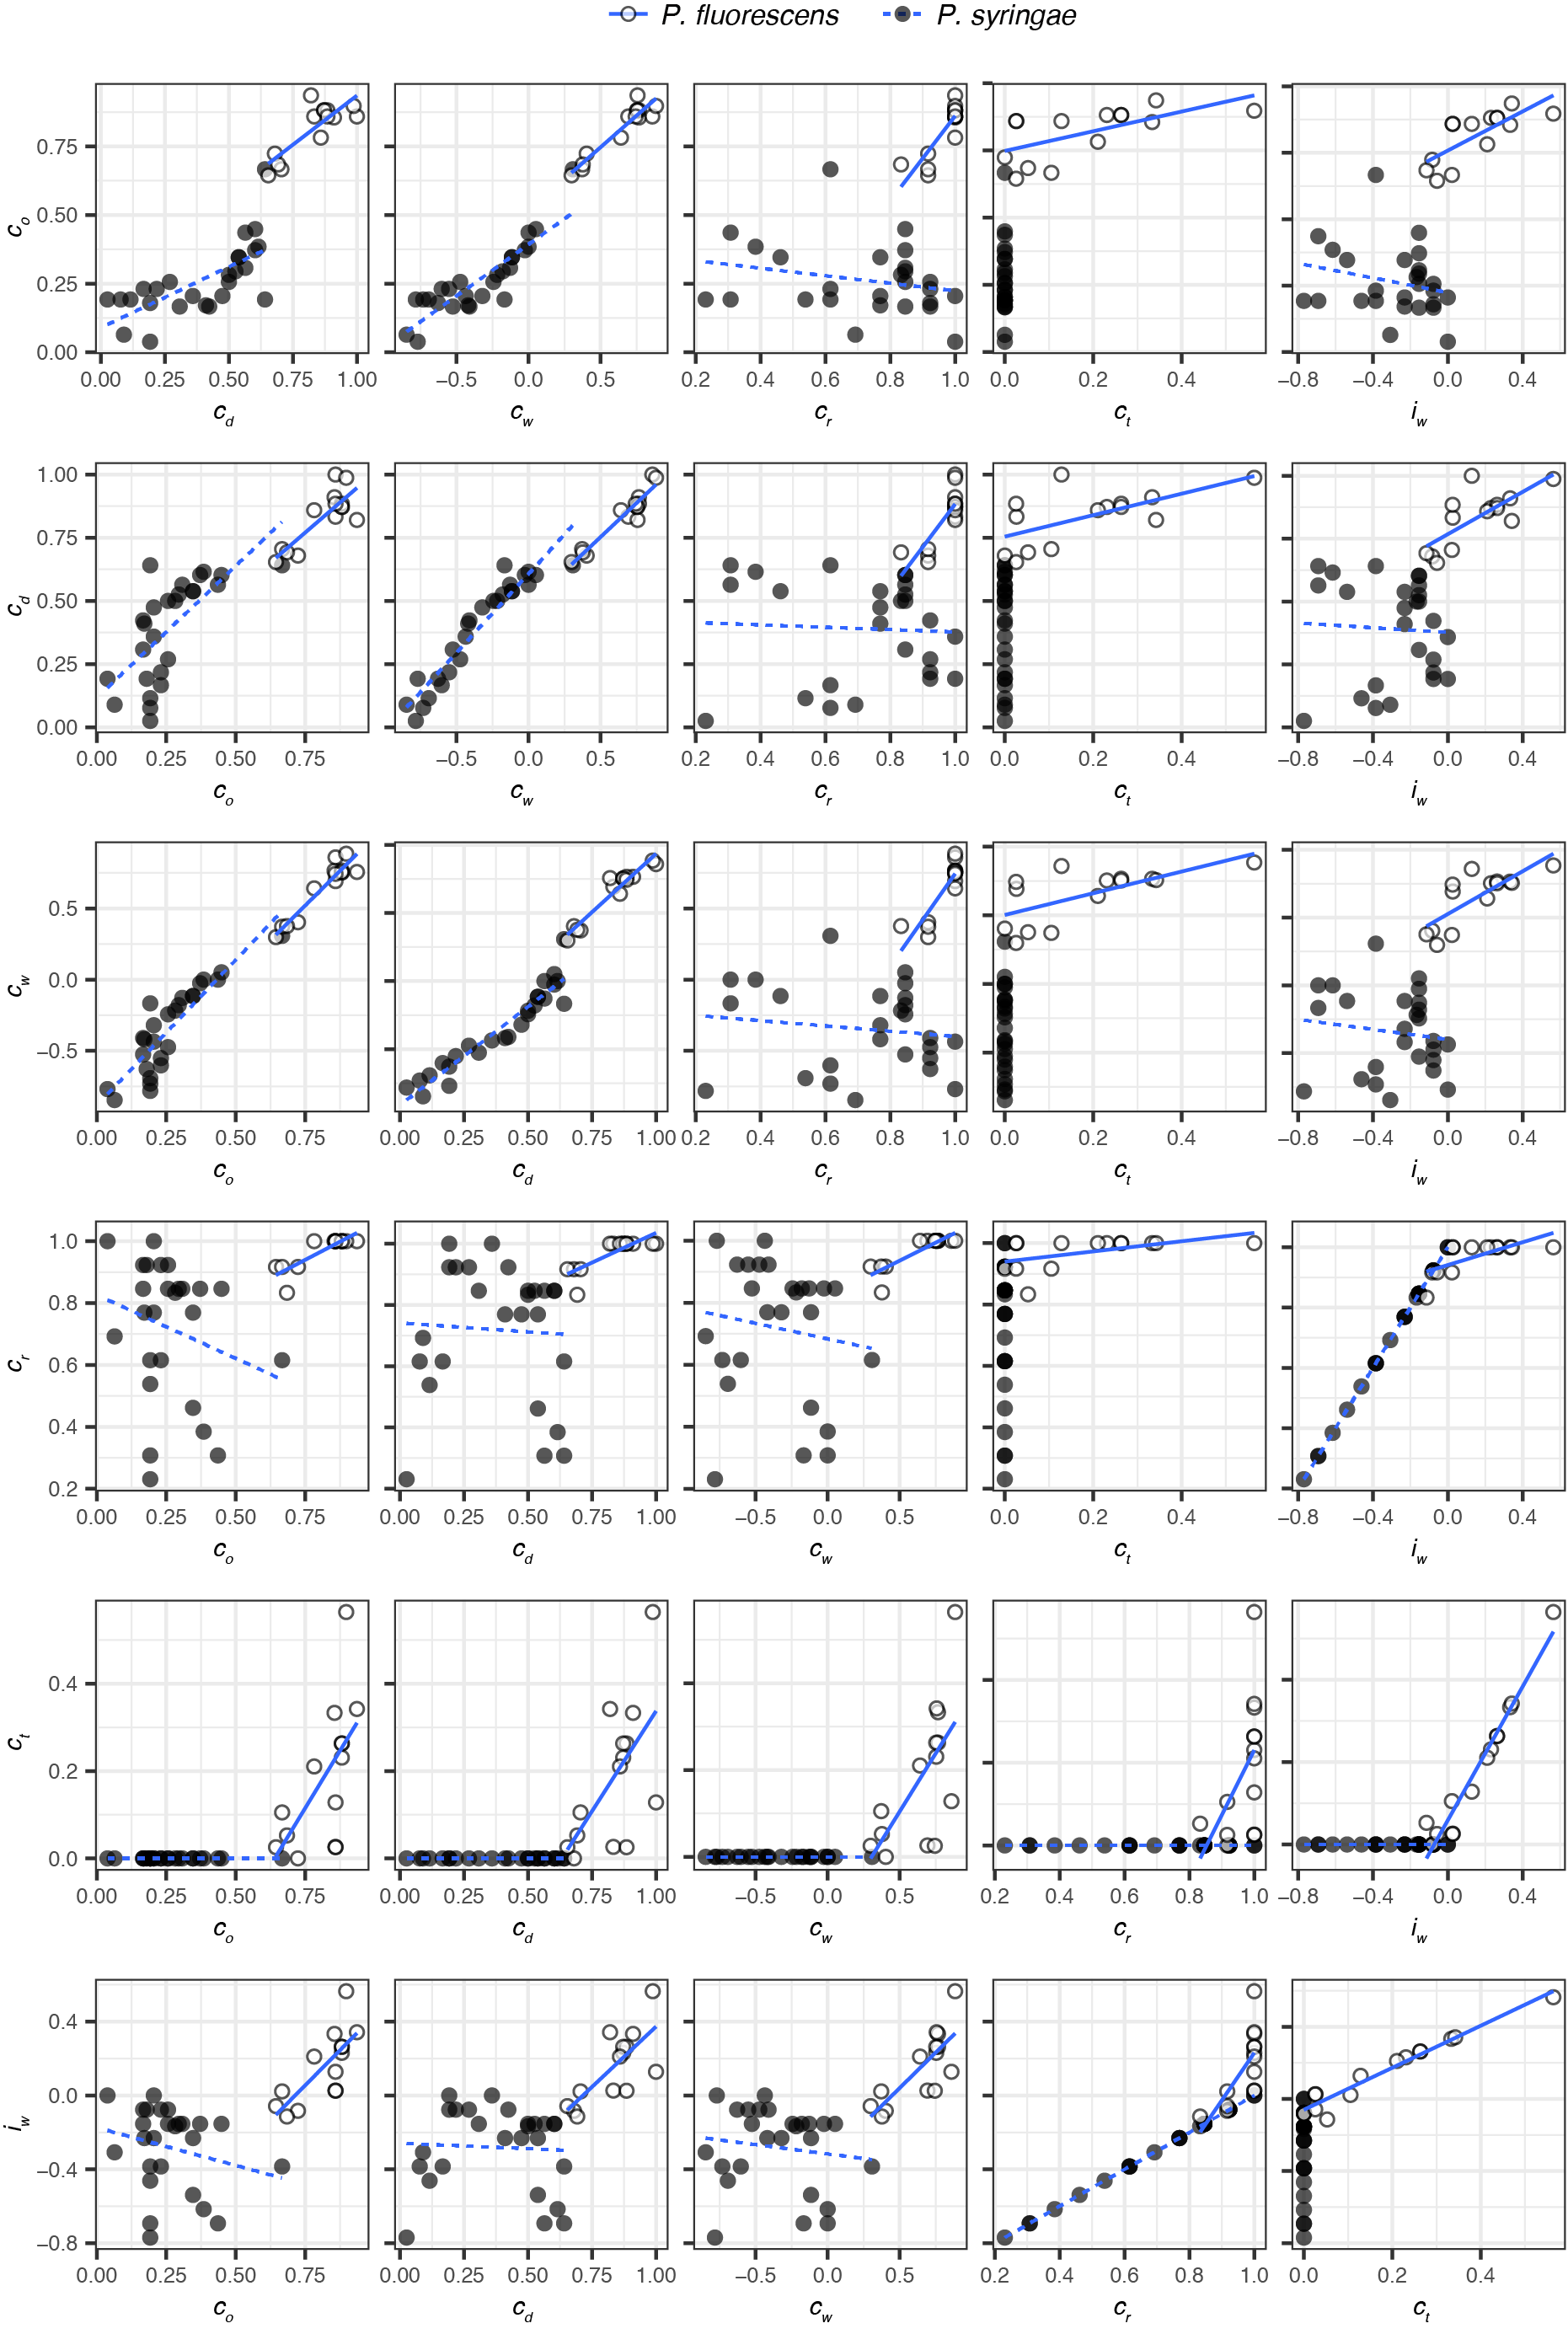 P. fluorescens P. syringae
c_o
0.75
0.50
0.25
0.00
0.00 0.25 0.50 0.75 1.00 −0.5 0.0 0.5 0.2 0.4 0.6 0.8 1.0 0.0 0.2 0.4 −0.8 −0.4 0.0 0.4
c_d c_w c_r c_t i_w
c_d
1.00
0.75
0.50
0.25
0.00
0.00 0.25 0.50 0.75 −0.5 0.0 0.5 0.2 0.4 0.6 0.8 1.0 0.0 0.2 0.4 −0.8 −0.4 0.0 0.4
c_o c_w c_r c_t i_w
c_w
0.5
0.0
−0.5
0.00 0.25 0.50 0.75 0.00 0.25 0.50 0.75 1.00 0.2 0.4 0.6 0.8 1.0 0.0 0.2 0.4 −0.8 −0.4 0.0 0.4
c_o c_d c_r c_t i_w
c_r
1.0
0.8
0.6
0.4
0.2
0.00 0.25 0.50 0.75 0.00 0.25 0.50 0.75 1.00 −0.5 0.0 0.5 0.0 0.2 0.4 −0.8 −0.4 0.0 0.4
c_o c_d c_w c_t i_w
c_t
0.4
0.2
0.0
0.00 0.25 0.50 0.75 0.00 0.25 0.50 0.75 1.00 −0.5 0.0 0.5 0.2 0.4 0.6 0.8 1.0 −0.8 −0.4 0.0 0.4
c_o c_d c_w c_r i_w
i_w
0.4
0.0
−0.4
−0.8
0.00 0.25 0.50 0.75 0.00 0.25 0.50 0.75 1.00 −0.5 0.0 0.5 0.2 0.4 0.6 0.8 1.0 0.0 0.2 0.4
c_o c_d c_w c_r c_t